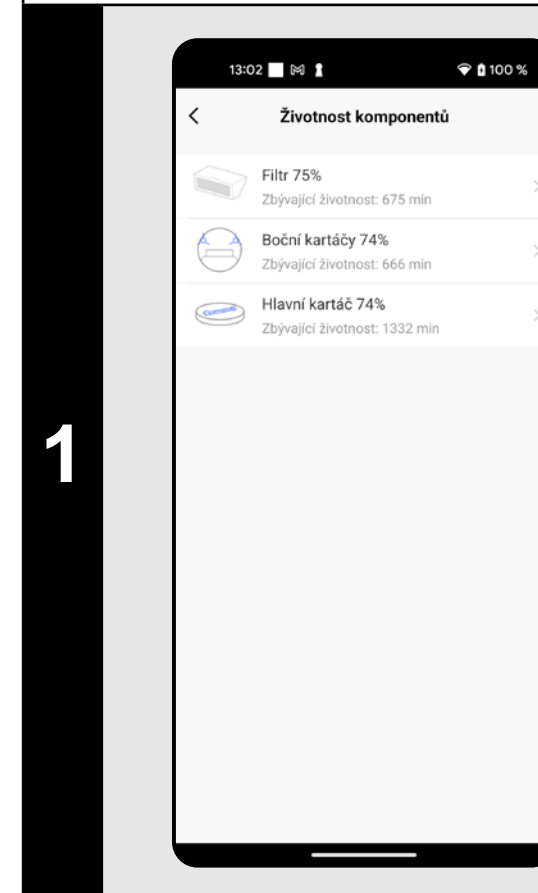 13:02
100 %
Životnost komponentů
Filtr 75%
Zbývající životnost: 675 min
Boční kartáčy 74%
Zbývající životnost: 666 min
Hlavní kartáč 74%
Zbývající životnost: 1332 min
1